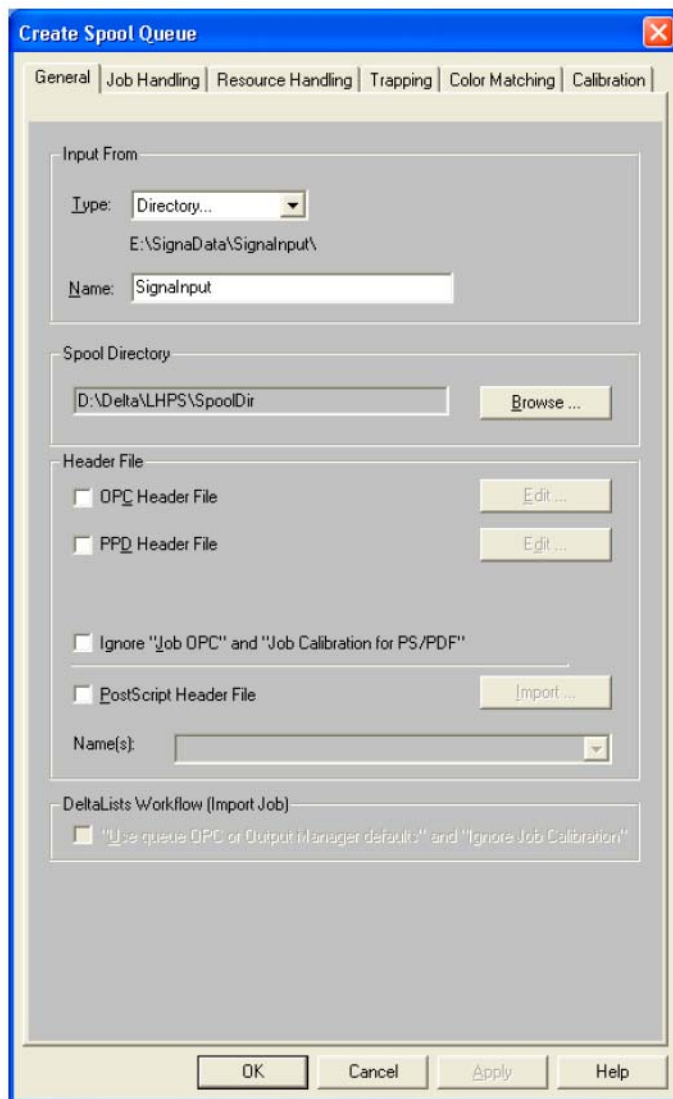 Create Spool Queue
General Job Handling Resource Handling Trapping Color Matching Calibration
Input From
Type: Directory...
E:\SignaData\SignaInput\
Name: SignaInput
Spool Directory
D:\Delta\LHPS\SpoolDir Browse ...
Header File
OPC Header File Edit ...
PPD Header File Edit ...
Ignore "Job OPC" and "Job Calibration for PS/PDF"
PostScript Header File Import ...
Name(s):
DeltaLists Workflow (Import Job)
"Use queue OPC or Output Manager defaults" and "Ignore Job Calibration"
OK Cancel Apply Help